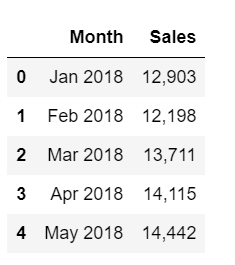 Month Sales
0 Jan 2018 12,903
1 Feb 2018 12,198
2 Mar 2018 13,711
3 Apr 2018 14,115
4 May 2018 14,442